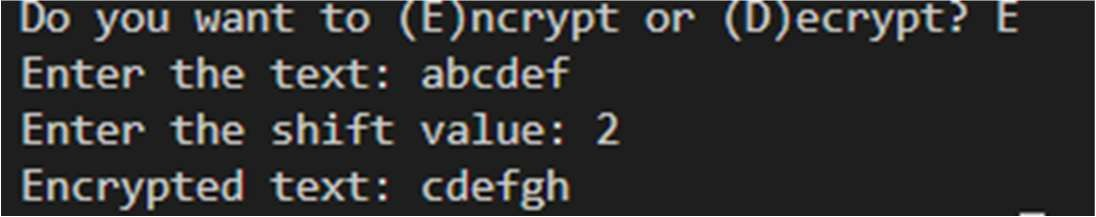 Do you want to (E)ncrypt or (D)ecrypt? E
Enter the text: abcdef
Enter the shift value: 2
Encrypted text: cdefgh